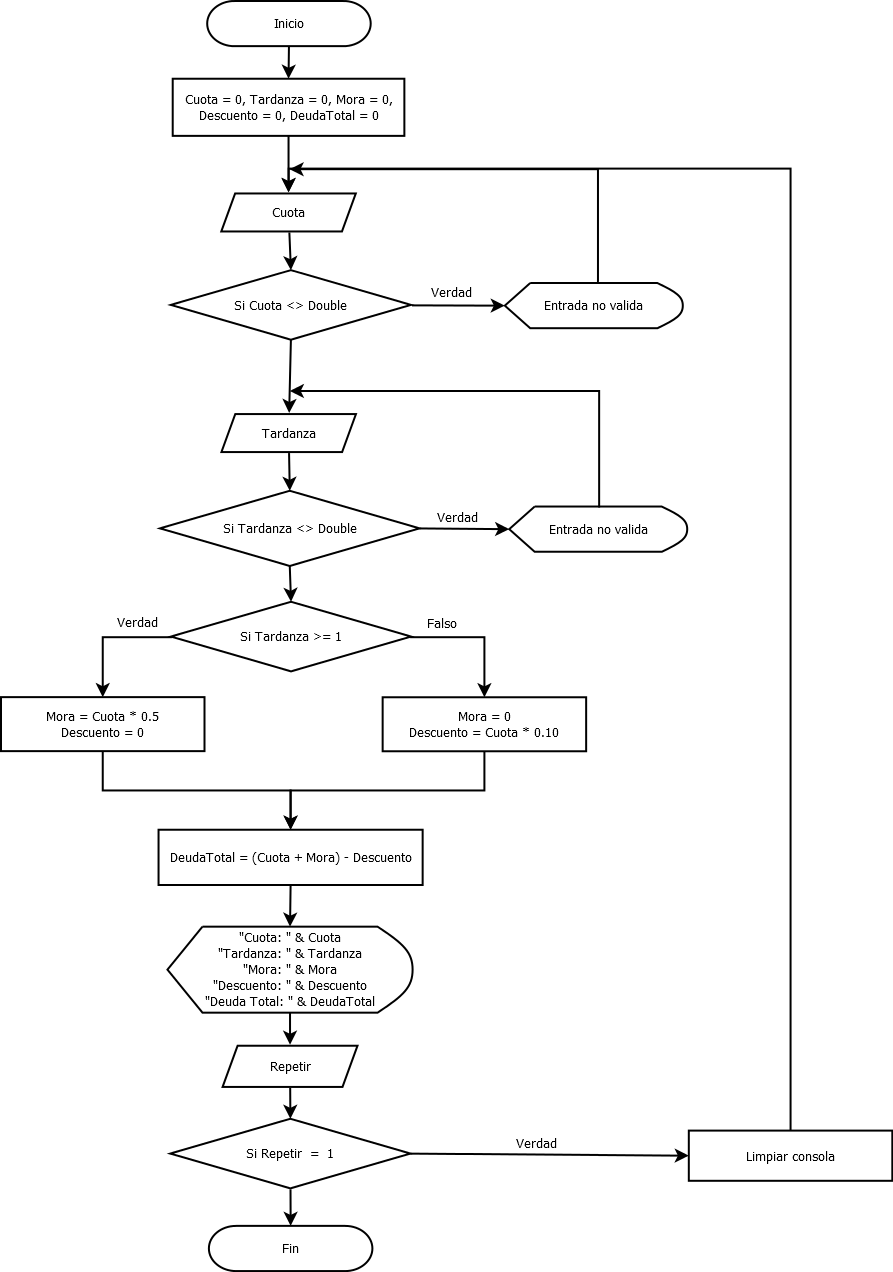 Inicio
Cuota = 0, Tardanza = 0, Mora = 0,
Descuento = 0, DeudaTotal = 0
Cuota
Si Cuota <> Double
Verdad
Entrada no valida
Tardanza
Si Tardanza <> Double
Verdad
Entrada no valida
Si Tardanza >= 1
Verdad
Falso
Mora = Cuota * 0.5
Descuento = 0
Mora = 0
Descuento = Cuota * 0.10
DeudaTotal = (Cuota + Mora) - Descuento
"Cuota: " & Cuota
"Tardanza: " & Tardanza
"Mora: " & Mora
"Descuento: " & Descuento
"Deuda Total: " & DeudaTotal
Repetir
Si Repetir = 1
Verdad
Limpiar consola
Fin